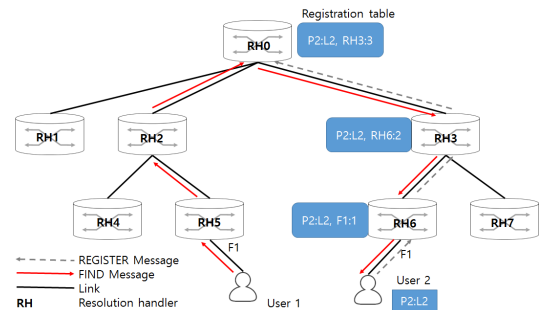 Registration table
RH0
P2:L2, RH3:3
RH1
RH2
P2:L2, RH6:2
RH3
RH4
RH5
P2:L2, F1:1
RH6
RH7
F1
F1
REGISTER Message
FIND Message
Link
RH Resolution handler
User 1
User 2
P2:L2